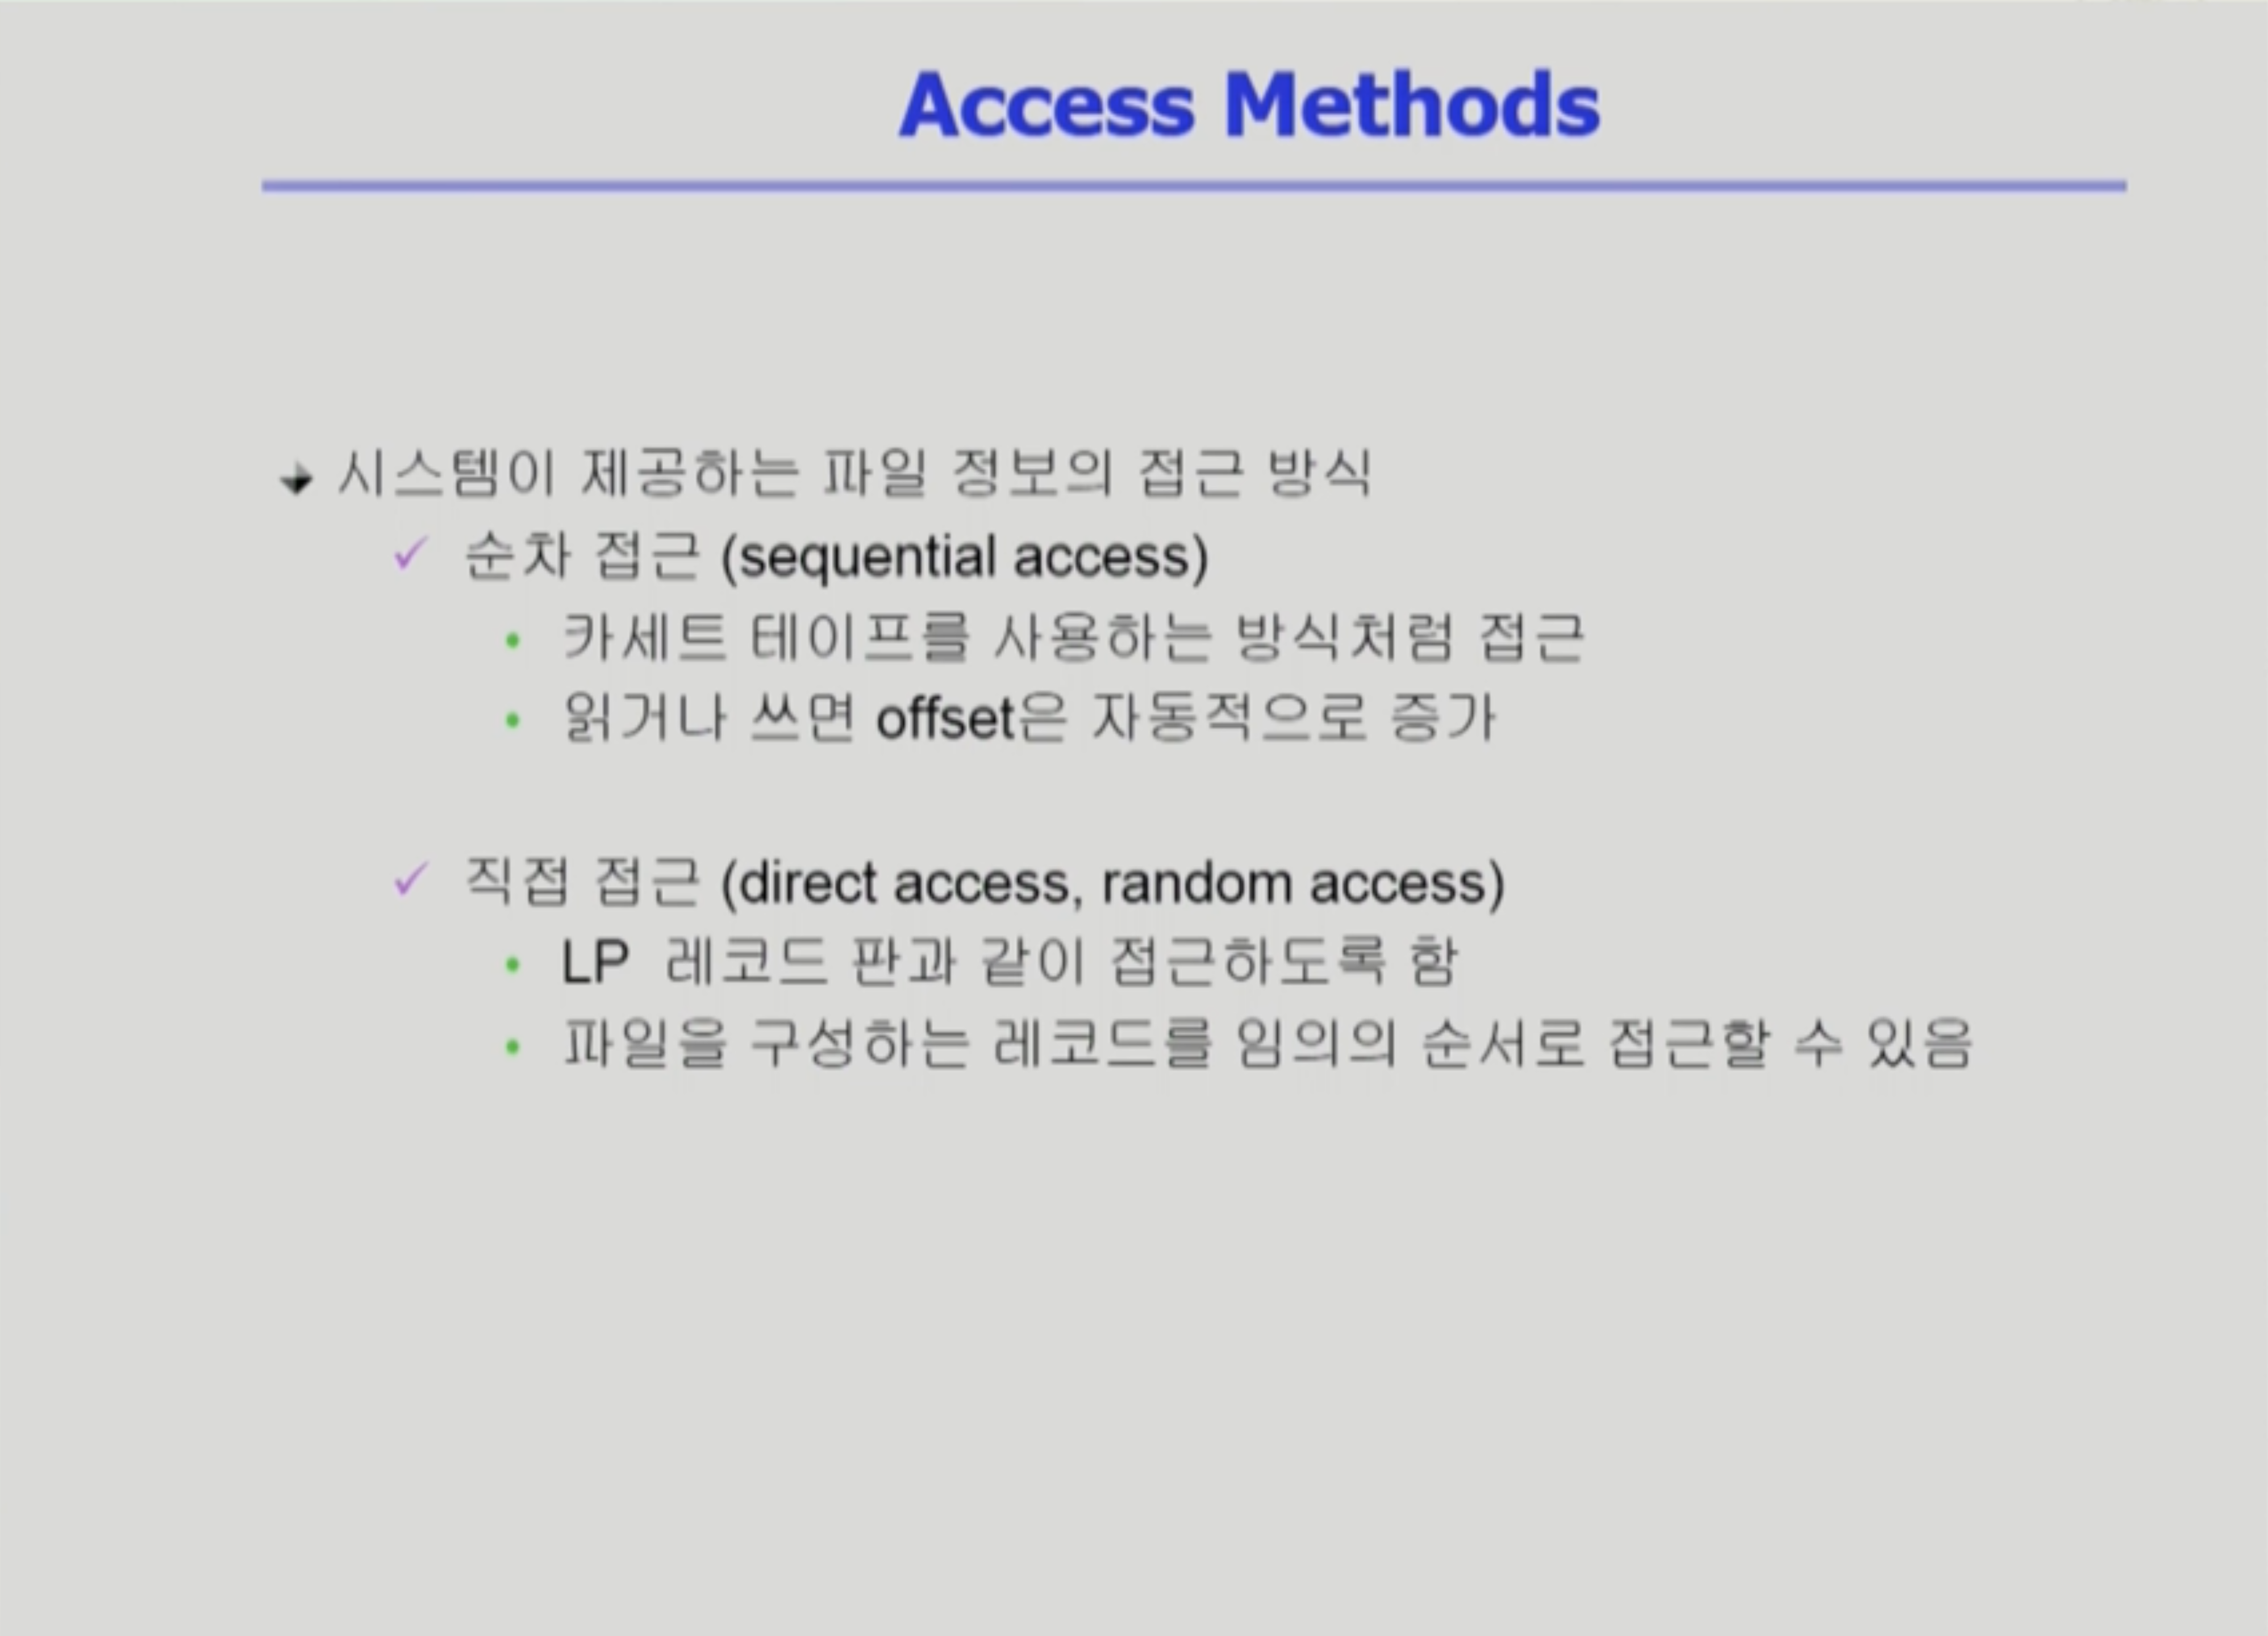 Access Methods
시스템이 제공하는 파일 정보의 접근 방식
순차 접근 (sequential access)
카세트 테이프를 사용하는 방식처럼 접근
읽거나 쓰면 offset은 자동적으로 증가
직접 접근 (direct access, random access)
LP 레코드 판과 같이 접근하도록 함
파일을 구성하는 레코드를 임의의 순서로 접근할 수 있음